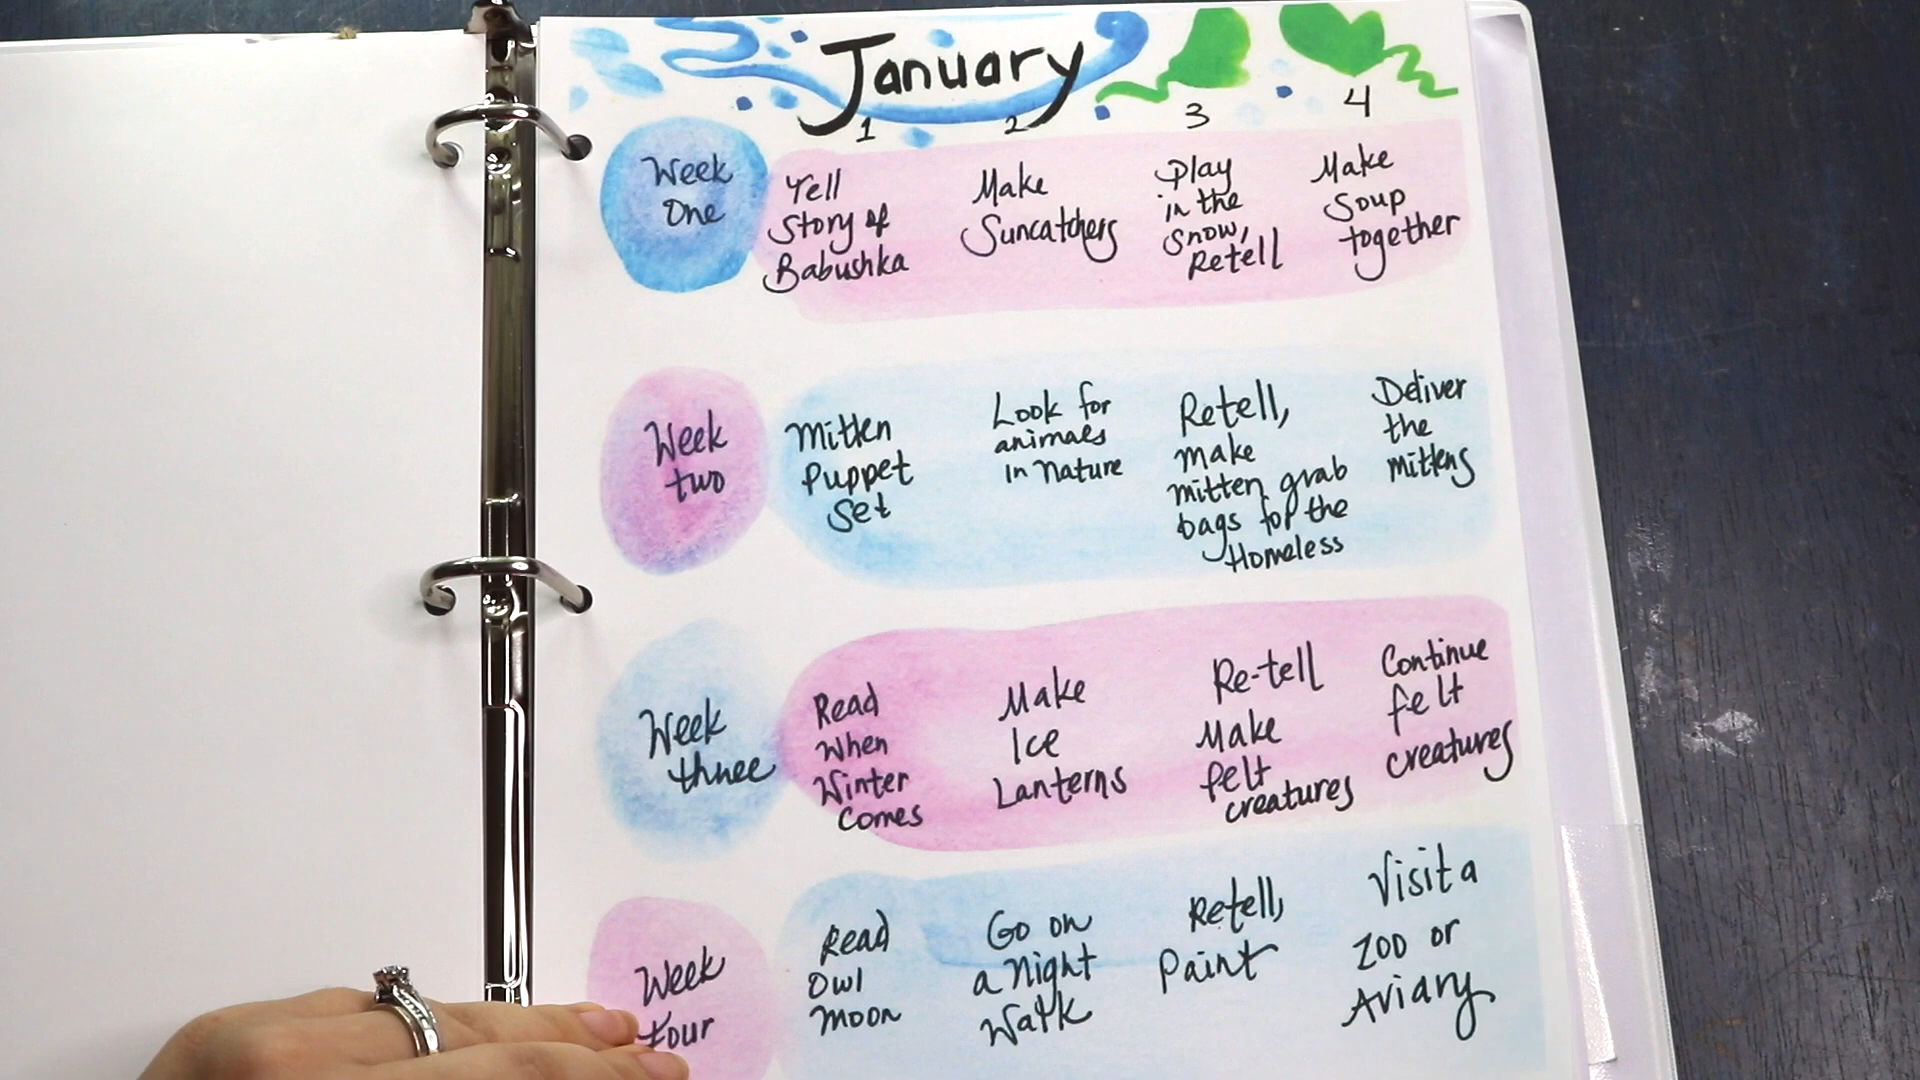 January
1 2 3 4
Week
One
Tell
Story of
Babushka
Make
Suncatchers
Play
in the
Snow,
Retell
Make
Soup
together
Week
two
Mitten
Puppet
Set
Look for
animals
in Nature
Retell,
make
mitten grab
bags for the
Homeless
Deliver
the
mittens
Week
three
Read
When
Winter
Comes
Make
Ice
Lanterns
Re-tell
Make
felt
creatures
Continue
felt
creatures
Week
four
Read
Owl
Moon
Go on
a Night
Walk
Retell,
Paint
Visit a
Zoo or
Aviary